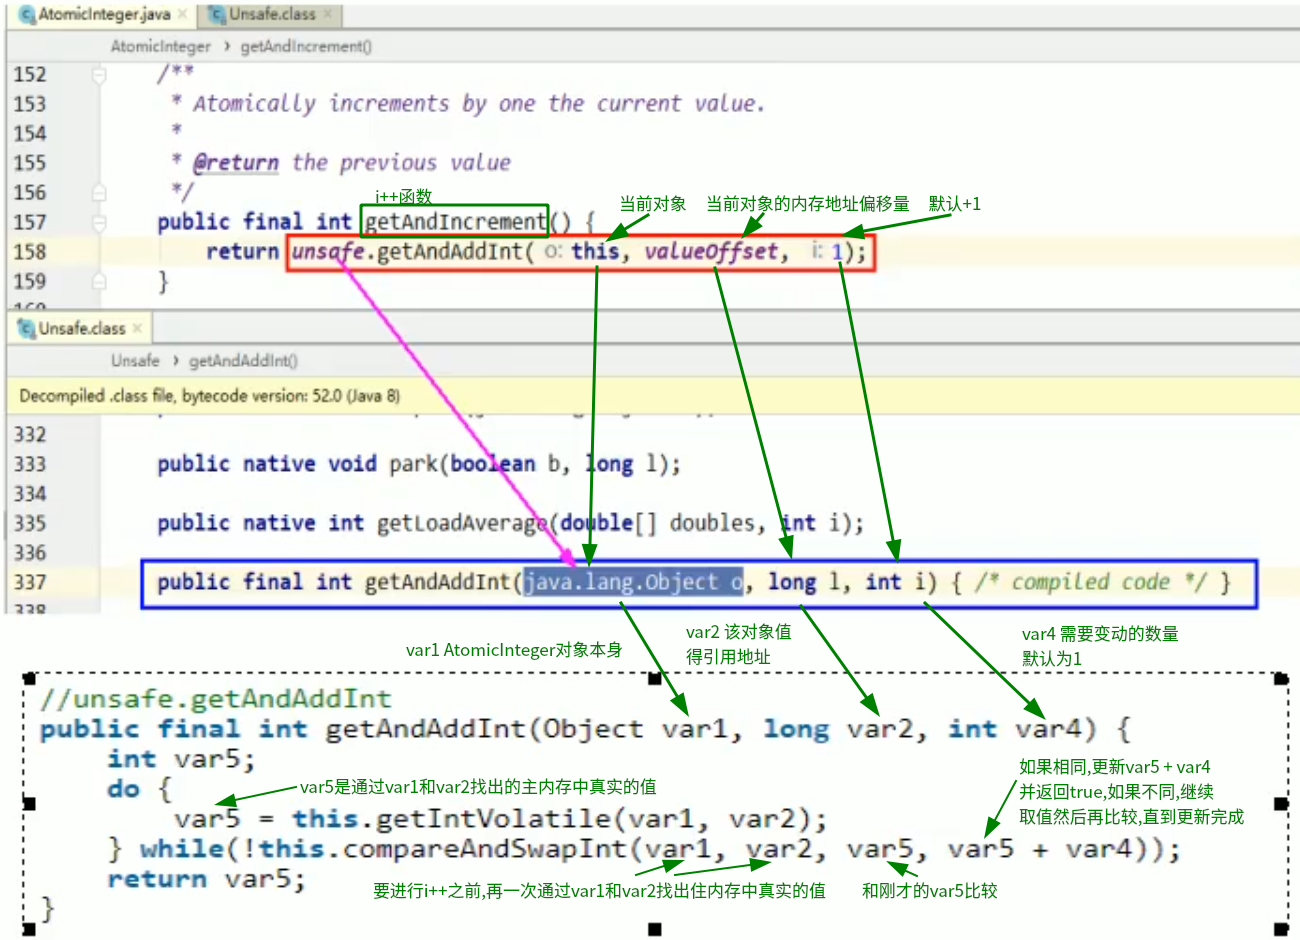 AtomicInteger.java × Unsafe.class ×
AtomicInteger › getAndIncrement()
152 /**
153 * Atomically increments by one the current value.
154 *
155 * @return the previous value
156 */
i++函数
当前对象 当前对象的内存地址偏移量 默认+1
157 public final int getAndIncrement() {
158 return unsafe.getAndAddInt( o: this, valueOffset, i: 1);
159 }
160
Unsafe.class ×
Unsafe › getAndAddInt()
Decompiled .class file, bytecode version: 52.0 (Java 8)
332
333 public native void park(boolean b, long l);
334
335 public native int getLoadAverage(double[] doubles, int i);
336
337 public final int getAndAddInt(java.lang.Object o, long l, int i) { /* compiled code */ }
338
var1 AtomicInteger对象本身
var2 该对象值
得引用地址
var4 需要变动的数量
默认为1
//unsafe.getAndAddInt
public final int getAndAddInt(Object var1, long var2, int var4) {
int var5;
do {
var5是通过var1和var2找出的主内存中真实的值
如果相同,更新var5 + var4
并返回true,如果不同,继续
取值然后再比较,直到更新完成
var5 = this.getIntVolatile(var1, var2);
} while(!this.compareAndSwapInt(var1, var2, var5, var5 + var4));
return var5;
要进行i++之前,再一次通过var1和var2找出住内存中真实的值
和刚才的var5比较
}